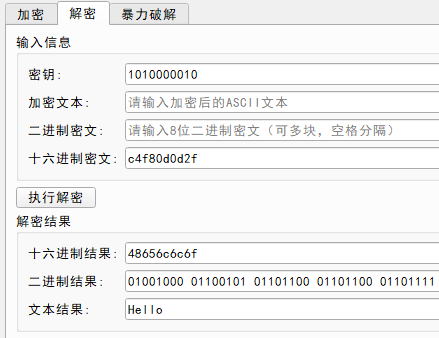 加密 解密 暴力破解
输入信息
密钥: 1010000010
加密文本: 请输入加密后的ASCII文本
二进制密文: 请输入8位二进制密文（可多块，空格分隔）
十六进制密文: c4f80d0d2f
执行解密
解密结果
十六进制结果: 48656c6c6f
二进制结果: 01001000 01100101 01101100 01101100 01101111
文本结果: Hello